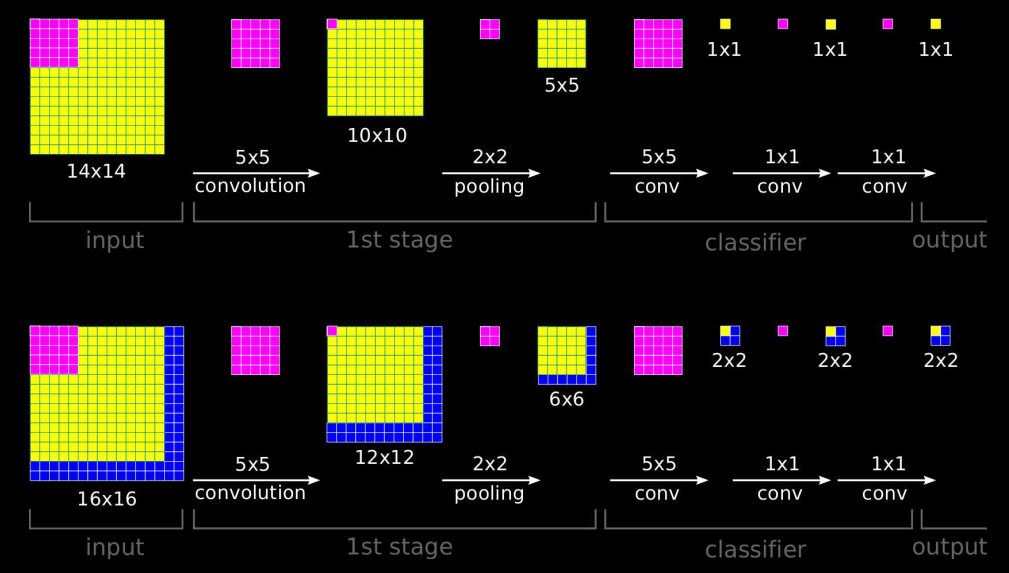 1x1
1x1
1x1
5x5
10x10
14x14
5x5
convolution
2x2
pooling
5x5
conv
1x1
conv
1x1
conv
input
1st stage
classifier
output
2x2
2x2
2x2
6x6
12x12
16x16
5x5
convolution
2x2
pooling
5x5
conv
1x1
conv
1x1
conv
input
1st stage
classifier
output